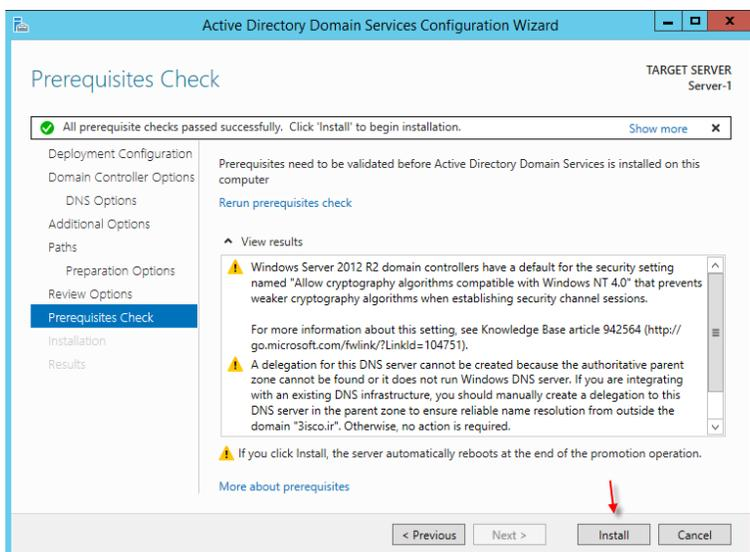 Active Directory Domain Services Configuration Wizard
Prerequisites Check
TARGET SERVER
Server-1
All prerequisite checks passed successfully. Click 'Install' to begin installation.
Show more
Deployment Configuration
Domain Controller Options
DNS Options
Additional Options
Paths
Preparation Options
Review Options
Prerequisites Check
Installation
Results
Prerequisites need to be validated before Active Directory Domain Services is installed on this
computer
Rerun prerequisites check
View results
Windows Server 2012 R2 domain controllers have a default for the security setting
named "Allow cryptography algorithms compatible with Windows NT 4.0" that prevents
weaker cryptography algorithms when establishing security channel sessions.
For more information about this setting, see Knowledge Base article 942564 (http://
go.microsoft.com/fwlink/?LinkId=104751).
A delegation for this DNS server cannot be created because the authoritative parent
zone cannot be found or it does not run Windows DNS server. If you are integrating
with an existing DNS infrastructure, you should manually create a delegation to this
DNS server in the parent zone to ensure reliable name resolution from outside the
domain "3isco.ir". Otherwise, no action is required.
If you click Install, the server automatically reboots at the end of the promotion operation.
More about prerequisites
< Previous
Next >
Install
Cancel